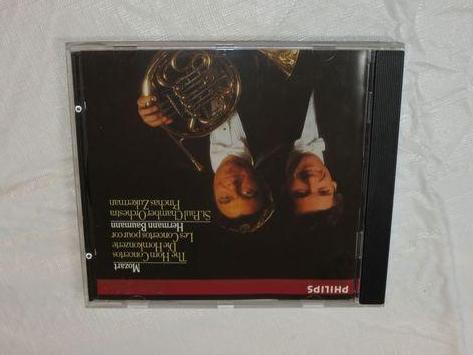 PHILIPS
Mozart
The Horn Concertos
Die Hornkonzerte
Les Concertos pour cor
Hermann Baumann
St. Paul Chamber Orchestra
Pinchas Zukerman